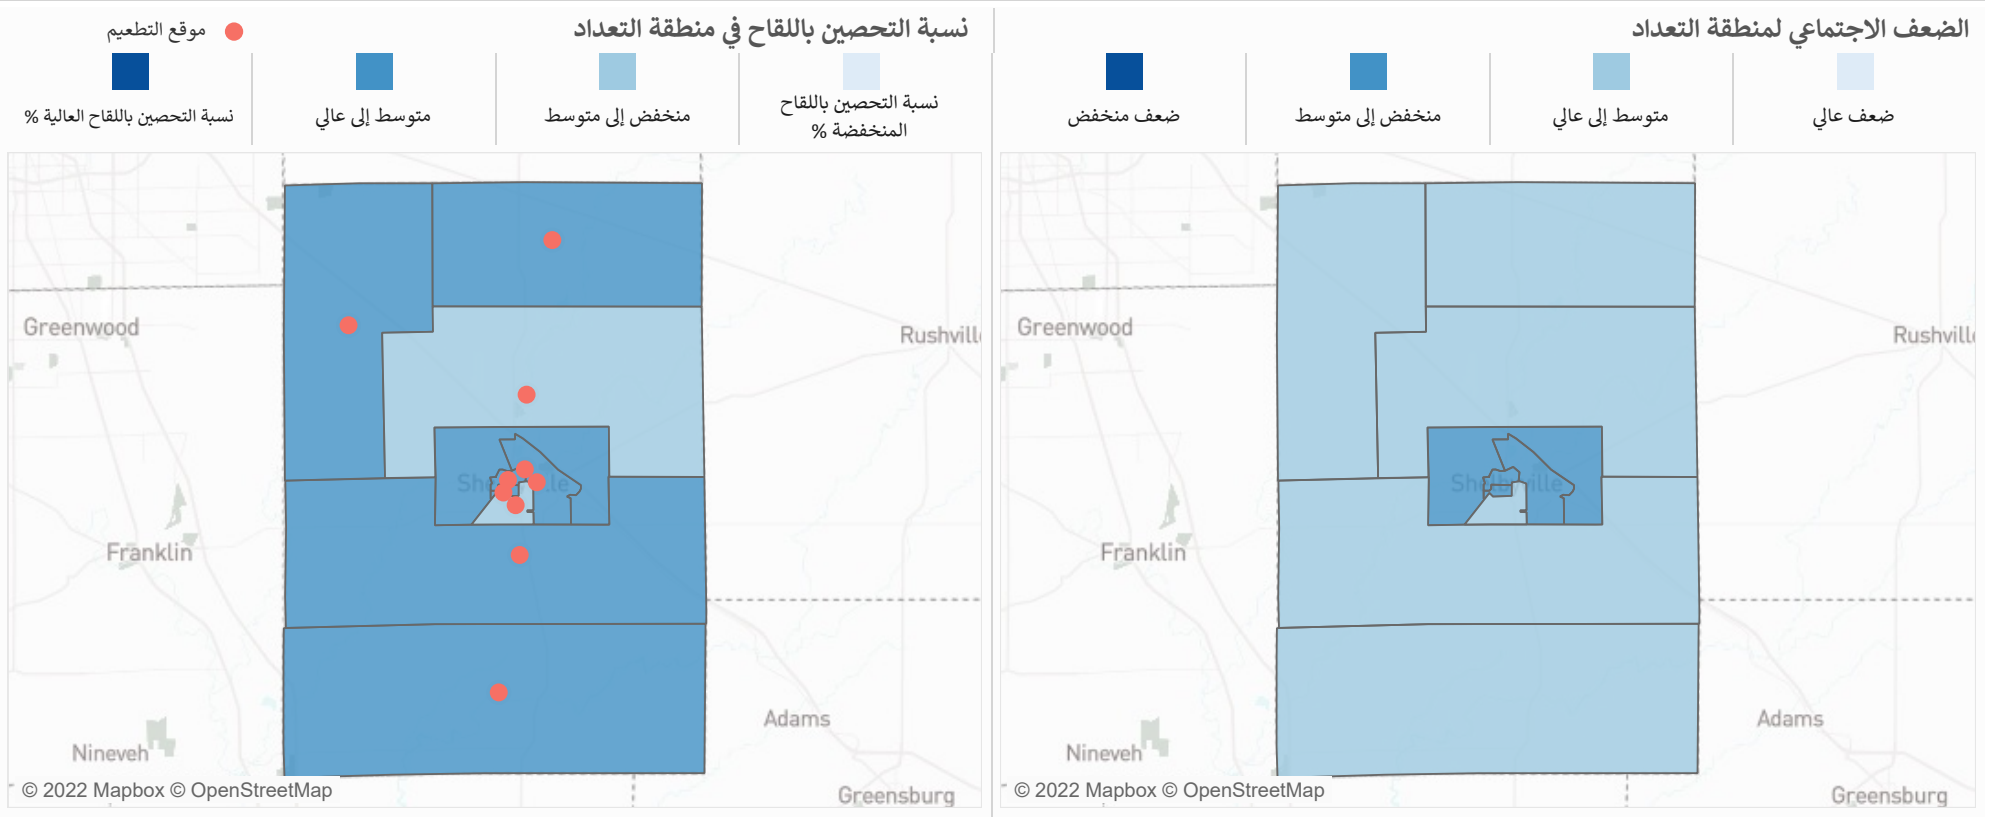 الضعف الاجتماعي لمنطقة التعداد
ضعف عالي
متوسط إلى عالي
منخفض إلى متوسط
ضعف منخفض
Greenwood
Rushville
Shelbyville
Franklin
Adams
Nineveh
© 2022 Mapbox © OpenStreetMap
Greensburg
نسبة التحصين باللقاح في منطقة التعداد
موقع التطعيم
نسبة التحصين باللقاح
المنخفضة %
منخفض إلى متوسط
متوسط إلى عالي
نسبة التحصين باللقاح العالية %
Greenwood
Franklin
Adams
Nineveh
© 2022 Mapbox © OpenStreetMap
Greensburg